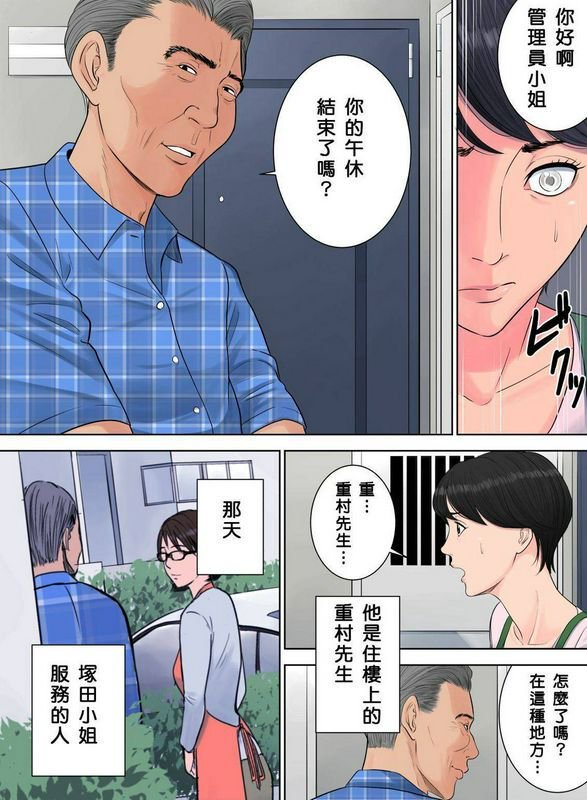 你好啊
管理員小姐
你的午休
結束了嗎？
ビクッ
重…
重村先生…
他是住樓上的
重村先生
怎麼了嗎？
在這種地方…
那天
塚田小姐
服務的人